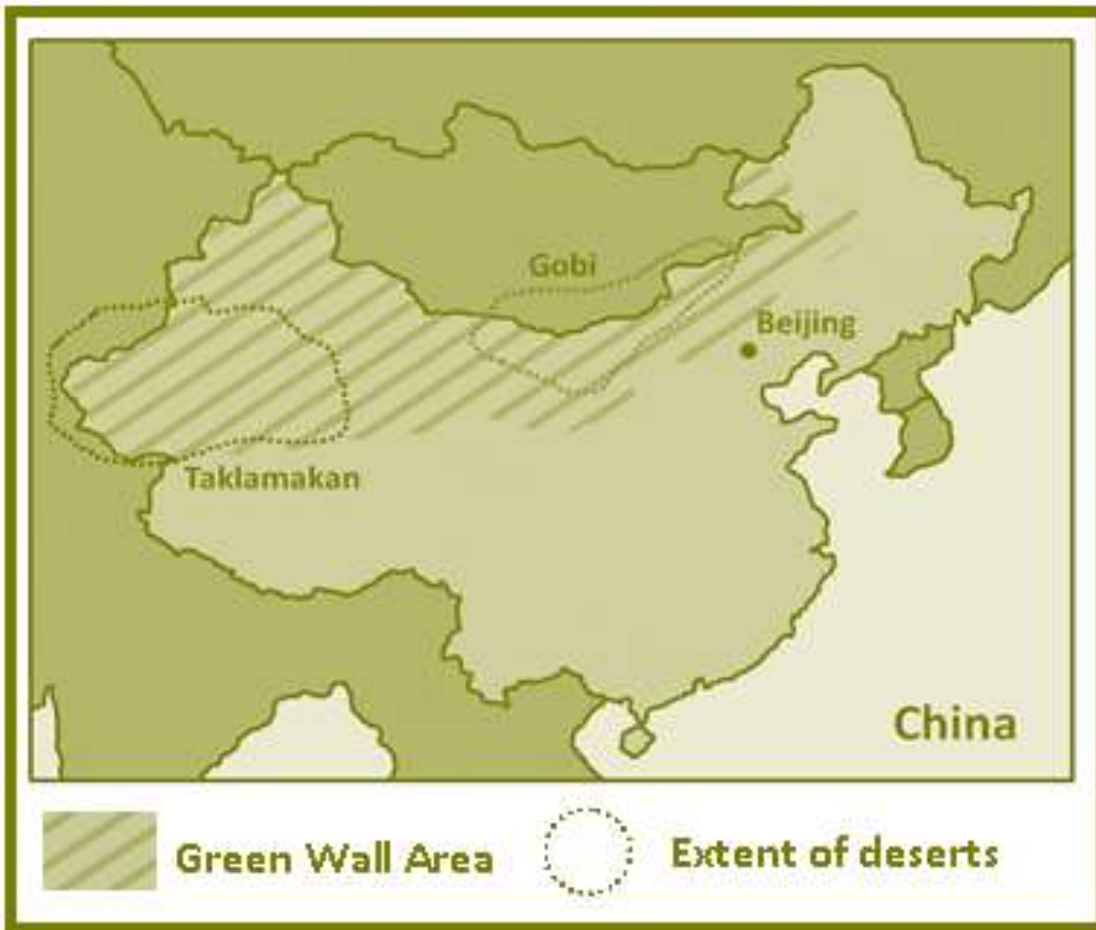 Gobi
Beijing
Taklamakan
China
Green Wall Area
Extent of deserts